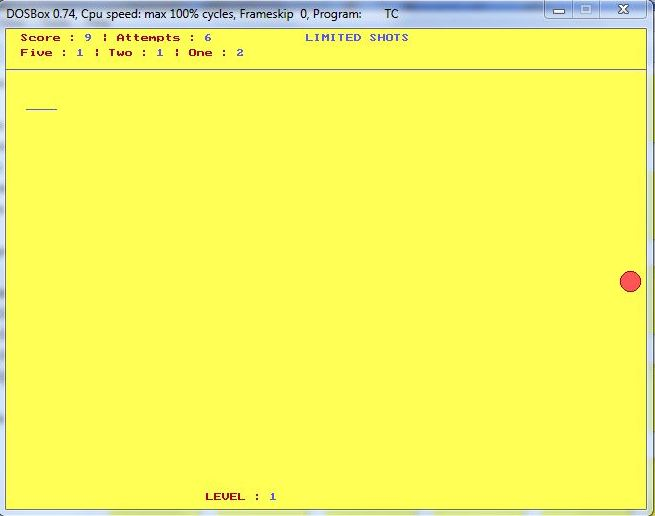 DOSBox 0.74, Cpu speed: max 100% cycles, Frameskip 0, Program: TC
Score : 9 ¦ Attempts : 6 LIMITED SHOTS
Five : 1 ¦ Two : 1 ¦ One : 2
LEVEL : 1